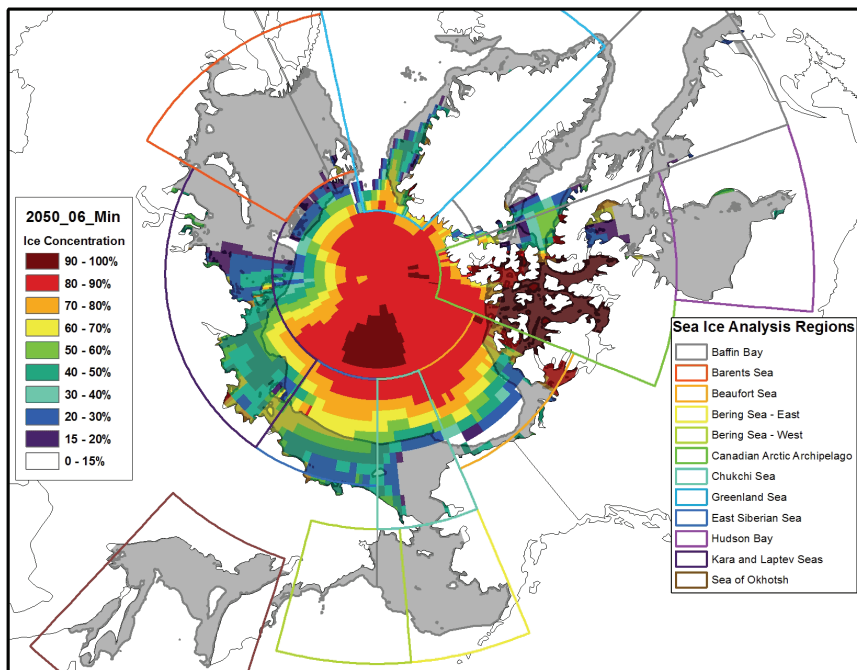 2050_06_Min
Ice Concentration
90 - 100%
80 - 90%
70 - 80%
60 - 70%
50 - 60%
40 - 50%
30 - 40%
20 - 30%
15 - 20%
0 - 15%
Sea Ice Analysis Regions
Baffin Bay
Barents Sea
Beaufort Sea
Bering Sea - East
Bering Sea - West
Canadian Arctic Archipelago
Chukchi Sea
Greenland Sea
East Siberian Sea
Hudson Bay
Kara and Laptev Seas
Sea of Okhotsh